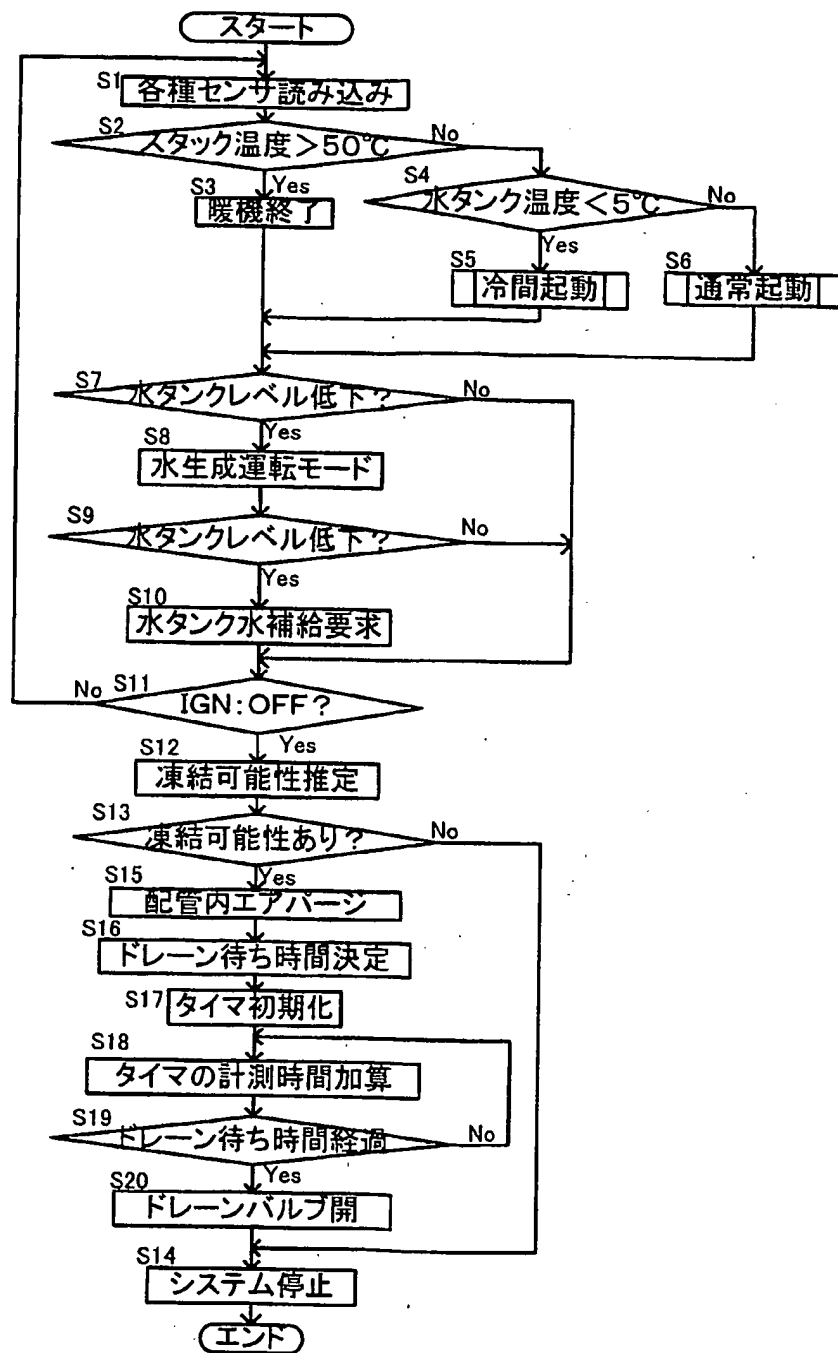 スタート
S1
各種センサ読み込み
S2
スタック温度>50℃
No
Yes
S3
暖機終了
S4
水タンク温度<5℃
No
Yes
S5
冷間起動
S6
通常起動
S7
水タンクレベル低下?
No
Yes
S8
水生成運転モード
S9
水タンクレベル低下?
No
Yes
S10
水タンク水補給要求
No
S11
IGN:OFF?
Yes
S12
凍結可能性推定
S13
凍結可能性あり?
No
Yes
S15
配管内エアパージ
S16
ドレーン待ち時間決定
S17
タイマ初期化
S18
タイマの計測時間加算
S19
ドレーン待ち時間経過
No
Yes
S20
ドレーンバルブ開
S14
システム停止
エンド